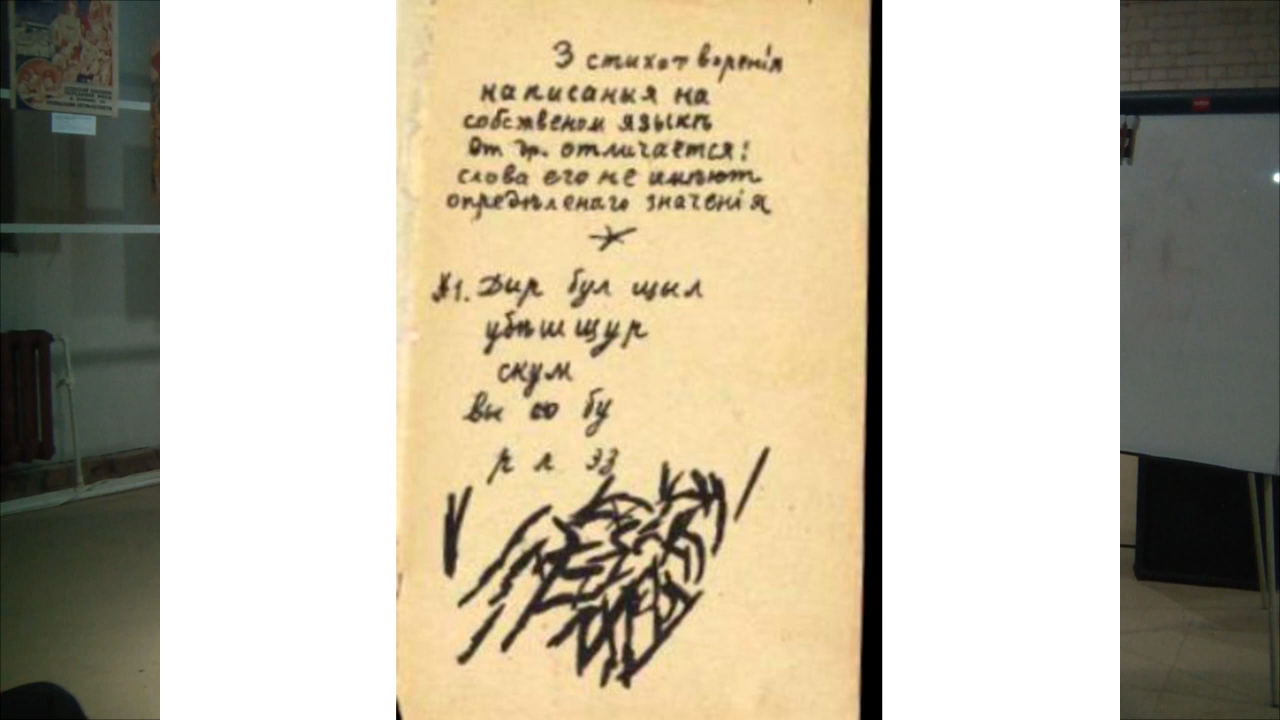 3 стихотворенія
написаныя на
собственом языкѣ
от др. отличается:
слова его не имѣют
опредѣленаго значенія
№1. Дыр бул щыл
убѣшщур
скум
вы со бу
р л эз